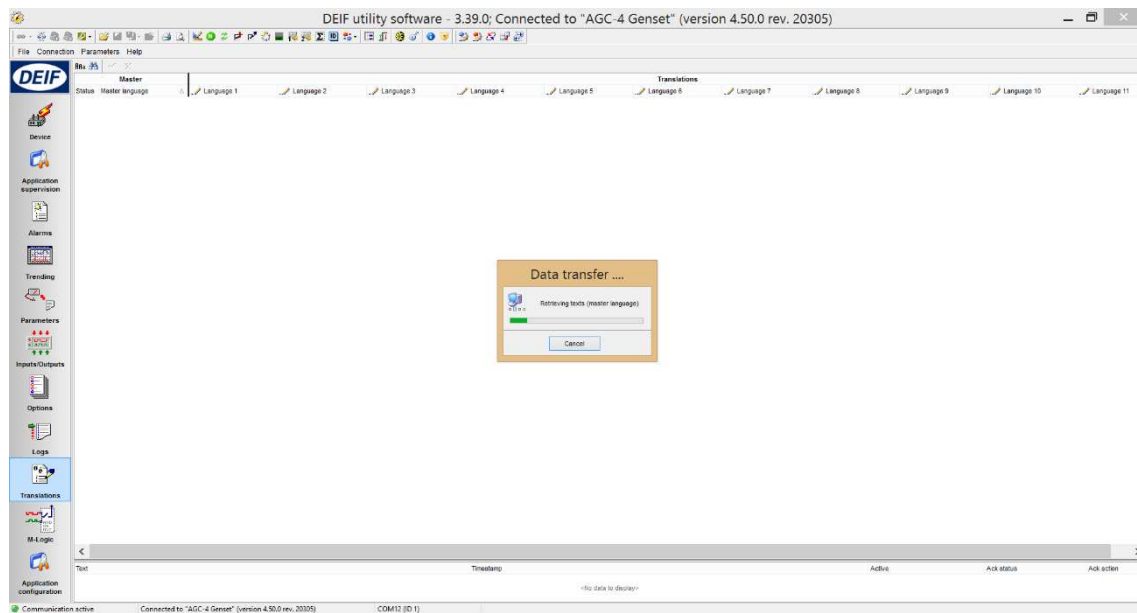 DEIF utility software - 3.39.0; Connected to "AGC-4 Genset" (version 4.50.0 rev. 20305)
File Connection Parameters Help
DEIF
Master Translations
Status Master language Language 1 Language 2 Language 3 Language 4 Language 5 Language 6 Language 7 Language 8 Language 9 Language 10 Language 11
Device
Application
supervision
Alarms
Trending
Data transfer ....
Retrieving texts (master language)
Cancel
Parameters
Inputs/Outputs
Options
Logs
Translations
M-Logic
Application
configuration
Text Timestamp Active Ack status Ack action
<No data to display>
Communication active Connected to "AGC-4 Genset" (version 4.50.0 rev. 20305) COM12 (ID 1)